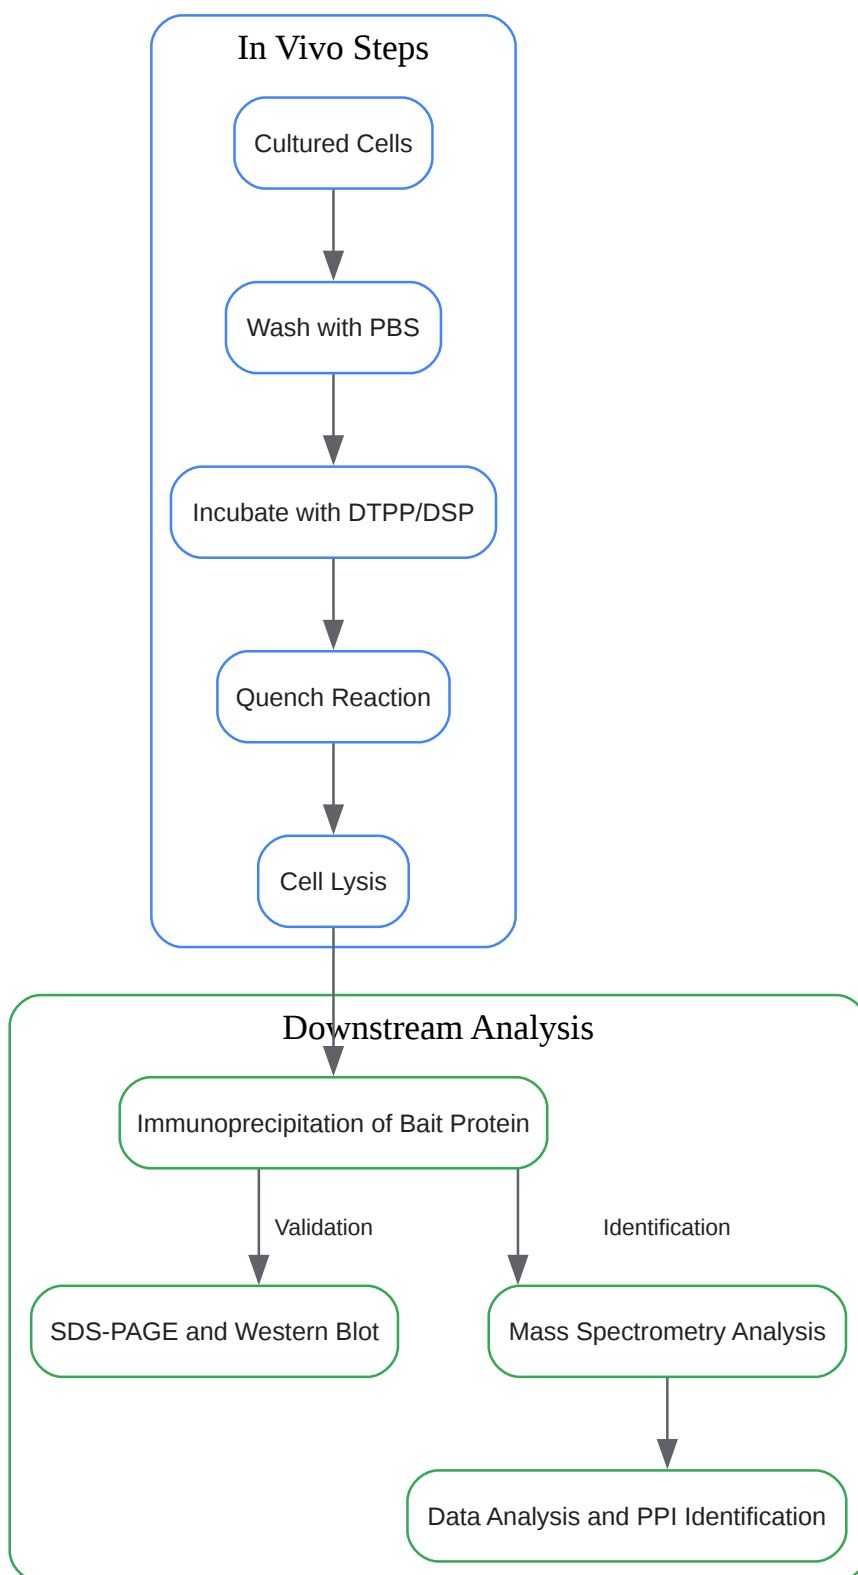 In Vivo Steps
Cultured Cells
Wash with PBS
Incubate with DTPP/DSP
Quench Reaction
Cell Lysis
Downstream Analysis
Immunoprecipitation of Bait Protein
Validation
Identification
SDS-PAGE and Western Blot
Mass Spectrometry Analysis
Data Analysis and PPI Identification